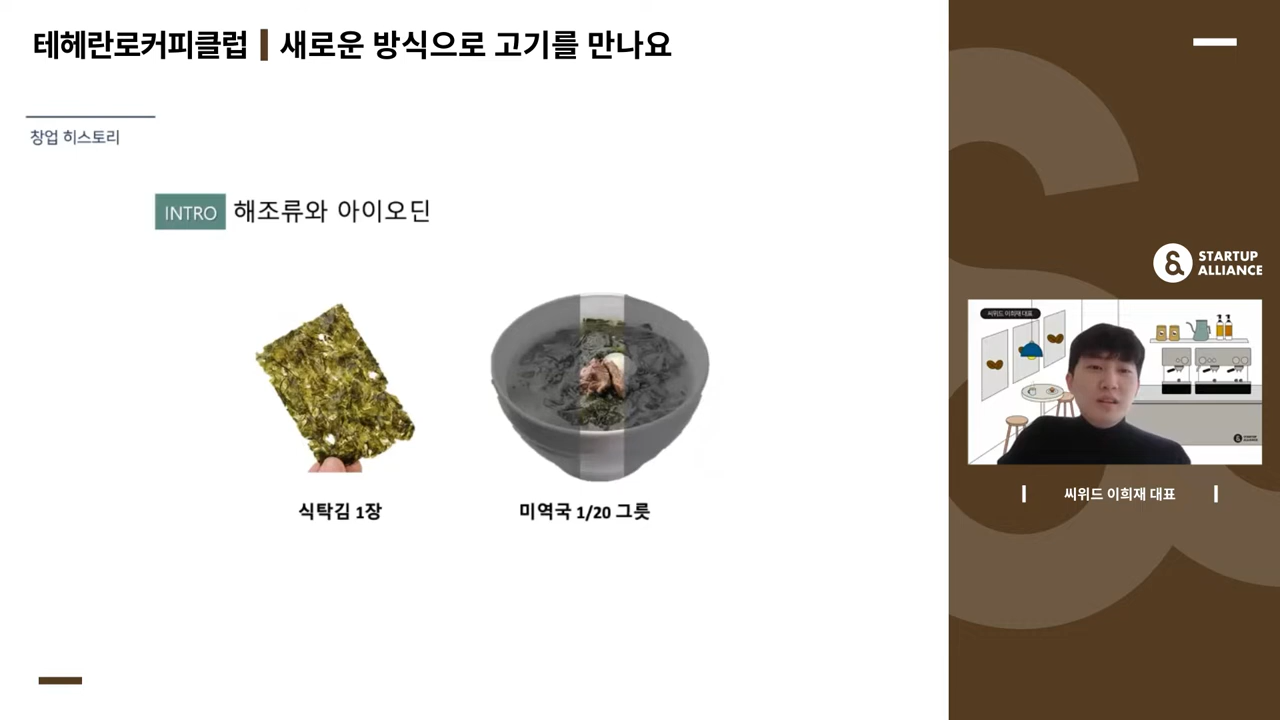 테헤란로커피클럽 | 새로운 방식으로 고기를 만나요
창업 히스토리
INTRO 해조류와 아이오딘
식탁김 1장
미역국 1/20 그릇
STARTUP
ALLIANCE
씨위드 이희재 대표
STARTUP
ALLIANCE
씨위드 이희재 대표